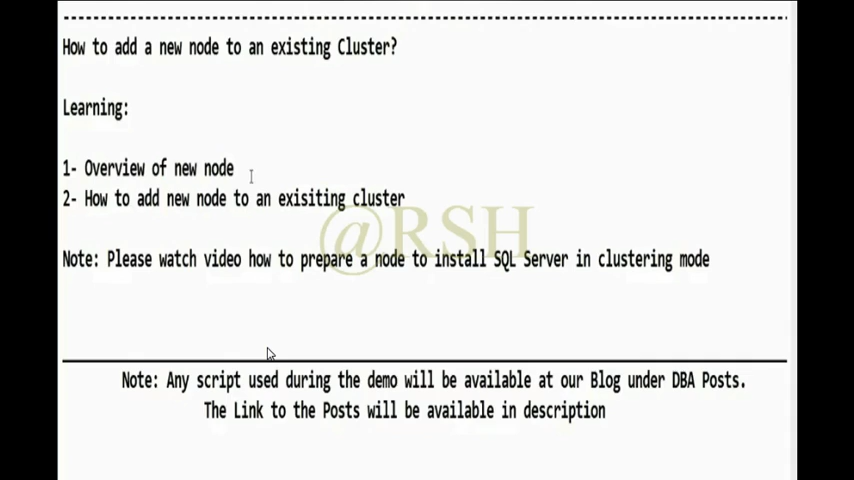 How to add a new node to an existing Cluster?
Learning:
1- Overview of new node
2- How to add new node to an exisiting cluster
@RSH
Note: Please watch video how to prepare a node to install SQL Server in clustering mode
Note: Any script used during the demo will be available at our Blog under DBA Posts.
The Link to the Posts will be available in description